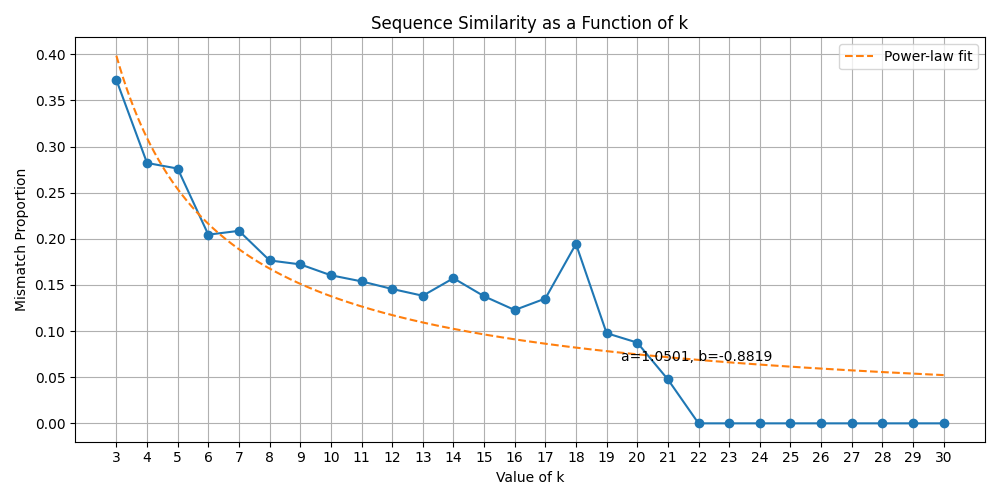 Sequence Similarity as a Function of k
Power-law fit
Mismatch Proportion
0.40
0.35
0.30
0.25
0.20
0.15
0.10
0.05
0.00
a=1.0501, b=-0.8819
3 4 5 6 7 8 9 10 11 12 13 14 15 16 17 18 19 20 21 22 23 24 25 26 27 28 29 30
Value of k